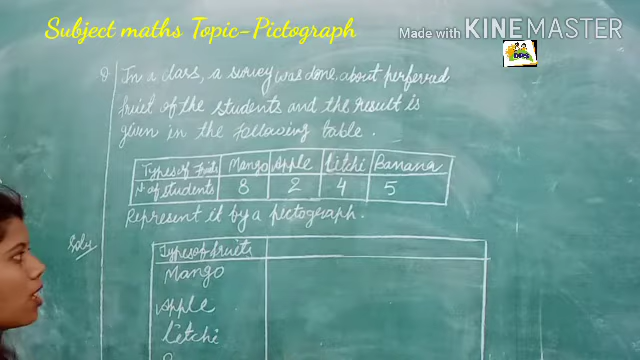 Subject maths Topic-Pictograph
Made with KINEMASTER
DPS
Q In a class, a survey was done about perferred
fruit of the students and the result is
given in the following table.
Types of fruits Mango Apple Litchi Banana
No of students 8 2 4 5
Represent it by a pectograph.
Soln
Types of fruits
Mango
Apple
Litchi